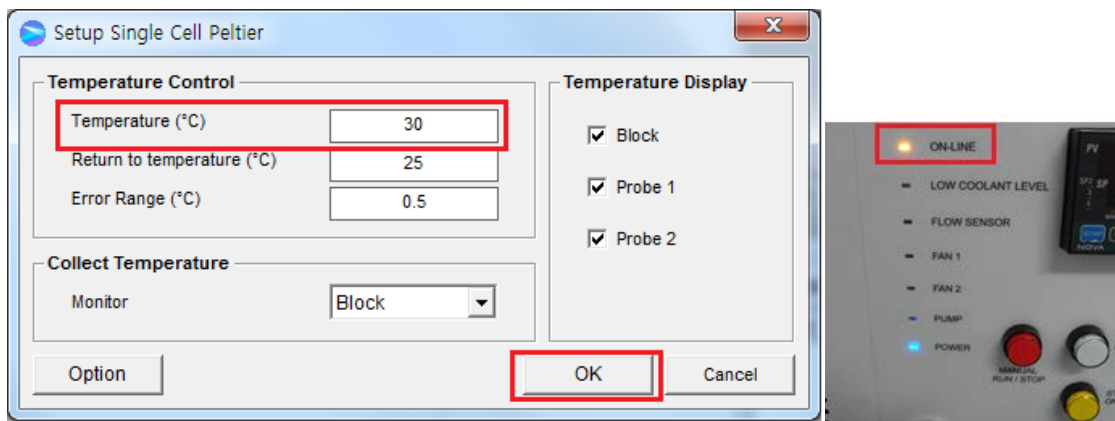 Setup Single Cell Peltier
Temperature Control
Temperature (°C) 30
Return to temperature (°C) 25
Error Range (°C) 0.5
Collect Temperature
Monitor Block
Temperature Display
Block
Probe 1
Probe 2
Option OK Cancel
ON-LINE
LOW COOLANT LEVEL
FLOW SENSOR
FAN 1
FAN 2
PUMP
POWER
MANUAL
RUN / STOP
PV
SP
NOVA